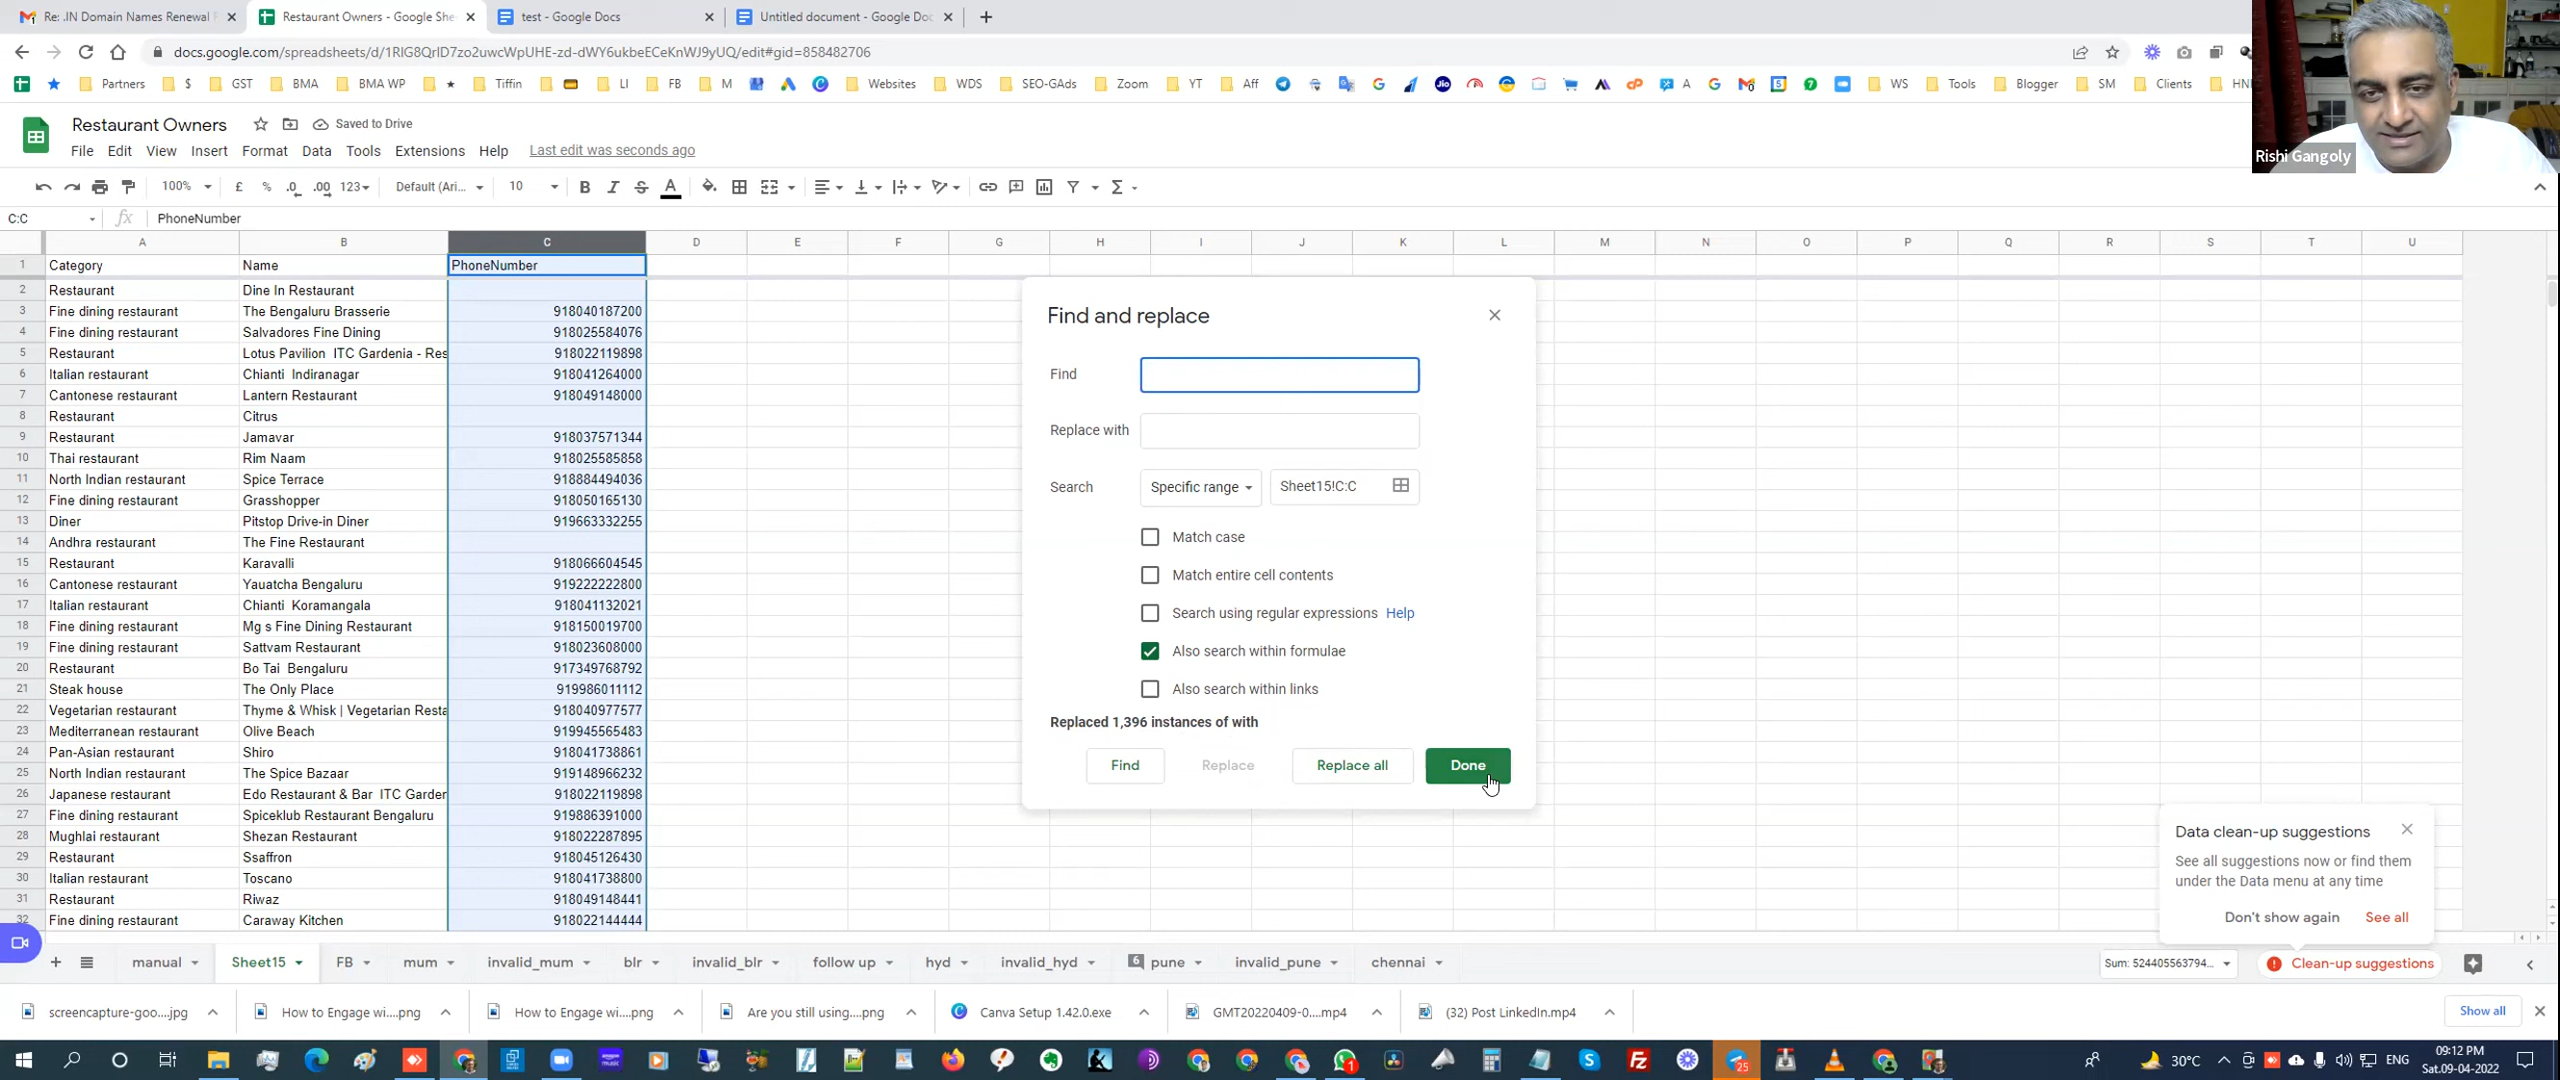 Re: .IN Domain Names Renewal
Restaurant Owners - Google She
test - Google Docs
Untitled document - Google Doc
docs.google.com/spreadsheets/d/1RlG8QrlD7zo2uwcWpUHE-zd-dWY6ukbeECeKnWJ9yUQ/edit#gid=858482706
Partners $ GST BMA BMA WP Tiffin LI FB M Websites WDS SEO-GAds Zoom YT Aff A WS Tools Blogger SM Clients HN
Rishi Gangoly
Restaurant Owners Saved to Drive
File Edit View Insert Format Data Tools Extensions Help Last edit was seconds ago
100% £ % .0 .00 123 Default (Ari... 10 B I S A Σ
C:C fx PhoneNumber
A B C D E F G H I J K L M N O P Q R S T U
1 Category Name PhoneNumber
2 Restaurant Dine In Restaurant
3 Fine dining restaurant The Bengaluru Brasserie 918040187200
4 Fine dining restaurant Salvadores Fine Dining 918025584076
5 Restaurant Lotus Pavilion ITC Gardenia - Res 918022119898
6 Italian restaurant Chianti Indiranagar 918041264000
7 Cantonese restaurant Lantern Restaurant 918049148000
8 Restaurant Citrus
9 Restaurant Jamavar 918037571344
10 Thai restaurant Rim Naam 918025585858
11 North Indian restaurant Spice Terrace 918884494036
12 Fine dining restaurant Grasshopper 918050165130
13 Diner Pitstop Drive-in Diner 919663332255
14 Andhra restaurant The Fine Restaurant
15 Restaurant Karavalli 918066604545
16 Cantonese restaurant Yauatcha Bengaluru 919222222800
17 Italian restaurant Chianti Koramangala 918041132021
18 Fine dining restaurant Mg s Fine Dining Restaurant 918150019700
19 Fine dining restaurant Sattvam Restaurant 918023608000
20 Restaurant Bo Tai Bengaluru 917349768792
21 Steak house The Only Place 919986011112
22 Vegetarian restaurant Thyme & Whisk | Vegetarian Resta 918040977577
23 Mediterranean restaurant Olive Beach 919945565483
24 Pan-Asian restaurant Shiro 918041738861
25 North Indian restaurant The Spice Bazaar 919148966232
26 Japanese restaurant Edo Restaurant & Bar ITC Garden 918022119898
27 Fine dining restaurant Spiceklub Restaurant Bengaluru 919886391000
28 Mughlai restaurant Shezan Restaurant 918022287895
29 Restaurant Ssaffron 918045126430
30 Italian restaurant Toscano 918041738800
31 Restaurant Riwaz 918049148441
32 Fine dining restaurant Caraway Kitchen 918022144444
Find and replace
Find
Replace with
Search Specific range Sheet15!C:C
Match case
Match entire cell contents
Search using regular expressions Help
Also search within formulae
Also search within links
Replaced 1,396 instances of with
Find Replace Replace all Done
Data clean-up suggestions
See all suggestions now or find them
under the Data menu at any time
Don't show again See all
manual Sheet15 FB mum invalid_mum blr invalid_blr follow up hyd invalid_hyd 6 pune invalid_pune chennai
Sum: 524405563794... Clean-up suggestions
screencapture-goo....jpg How to Engage wi....png How to Engage wi....png Are you still using....png Canva Setup 1.42.0.exe GMT20220409-0....mp4 (32) Post LinkedIn.mp4 Show all
1 25 30°C ENG 09:12 PM
Sat.09-04-2022